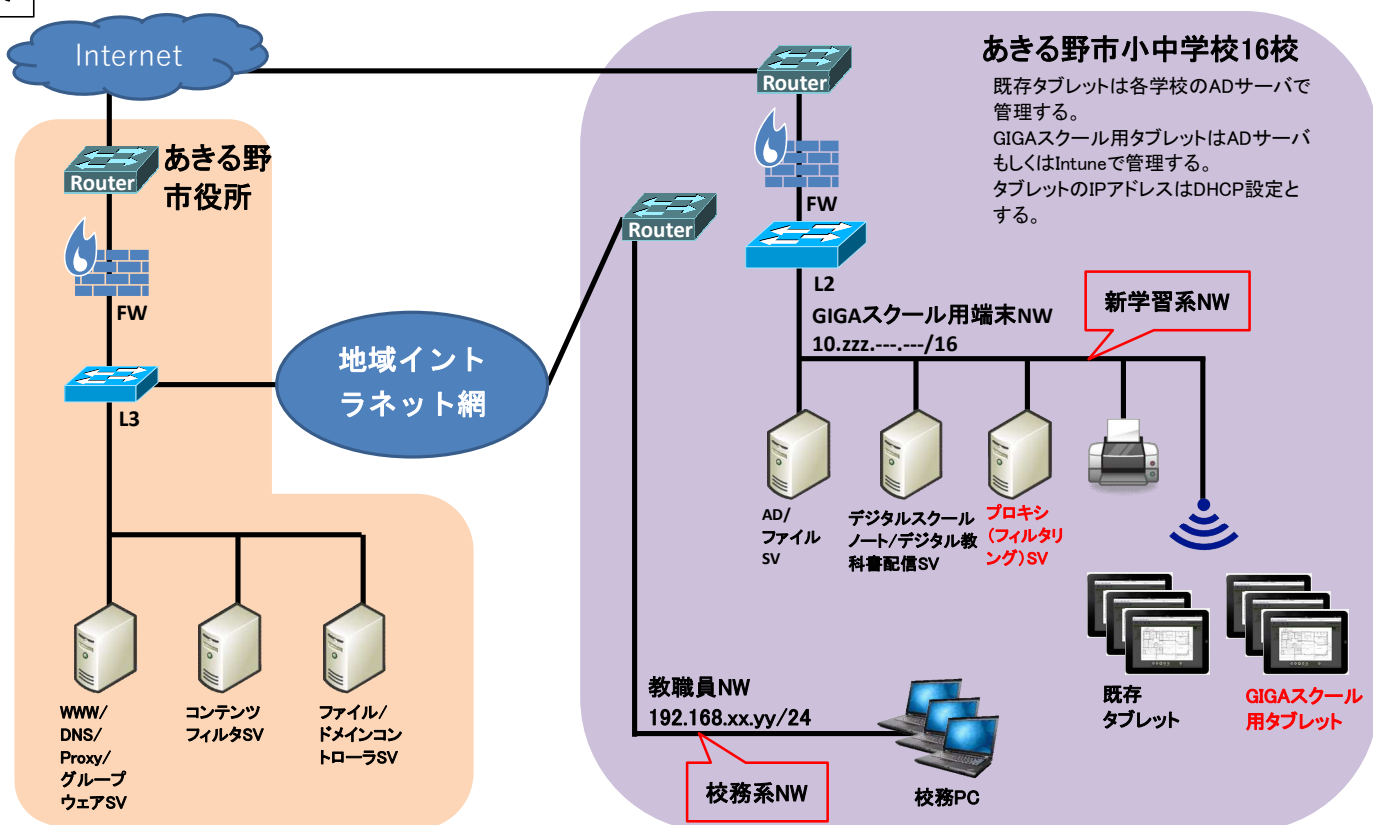 Internet
あきる野市小中学校16校
既存タブレットは各学校のADサーバで
管理する。
GIGAスクール用タブレットはADサーバ
もしくはIntuneで管理する。
タブレットのIPアドレスはDHCP設定と
する。
Router
FW
L2
Router
Router
あきる野
市役所
FW
L3
地域イント
ラネット網
GIGAスクール用端末NW
10.zzz.---.---/16
新学習系NW
AD/
ファイル
SV
デジタルスクール
ノート/デジタル教
科書配信SV
プロキシ
(フィルタリ
ング)SV
既存
タブレット
GIGAスクール
用タブレット
WWW/
DNS/
Proxy/
グループ
ウェアSV
コンテンツ
フィルタSV
ファイル/
ドメインコン
トローラSV
教職員NW
192.168.xx.yy/24
校務系NW
校務PC